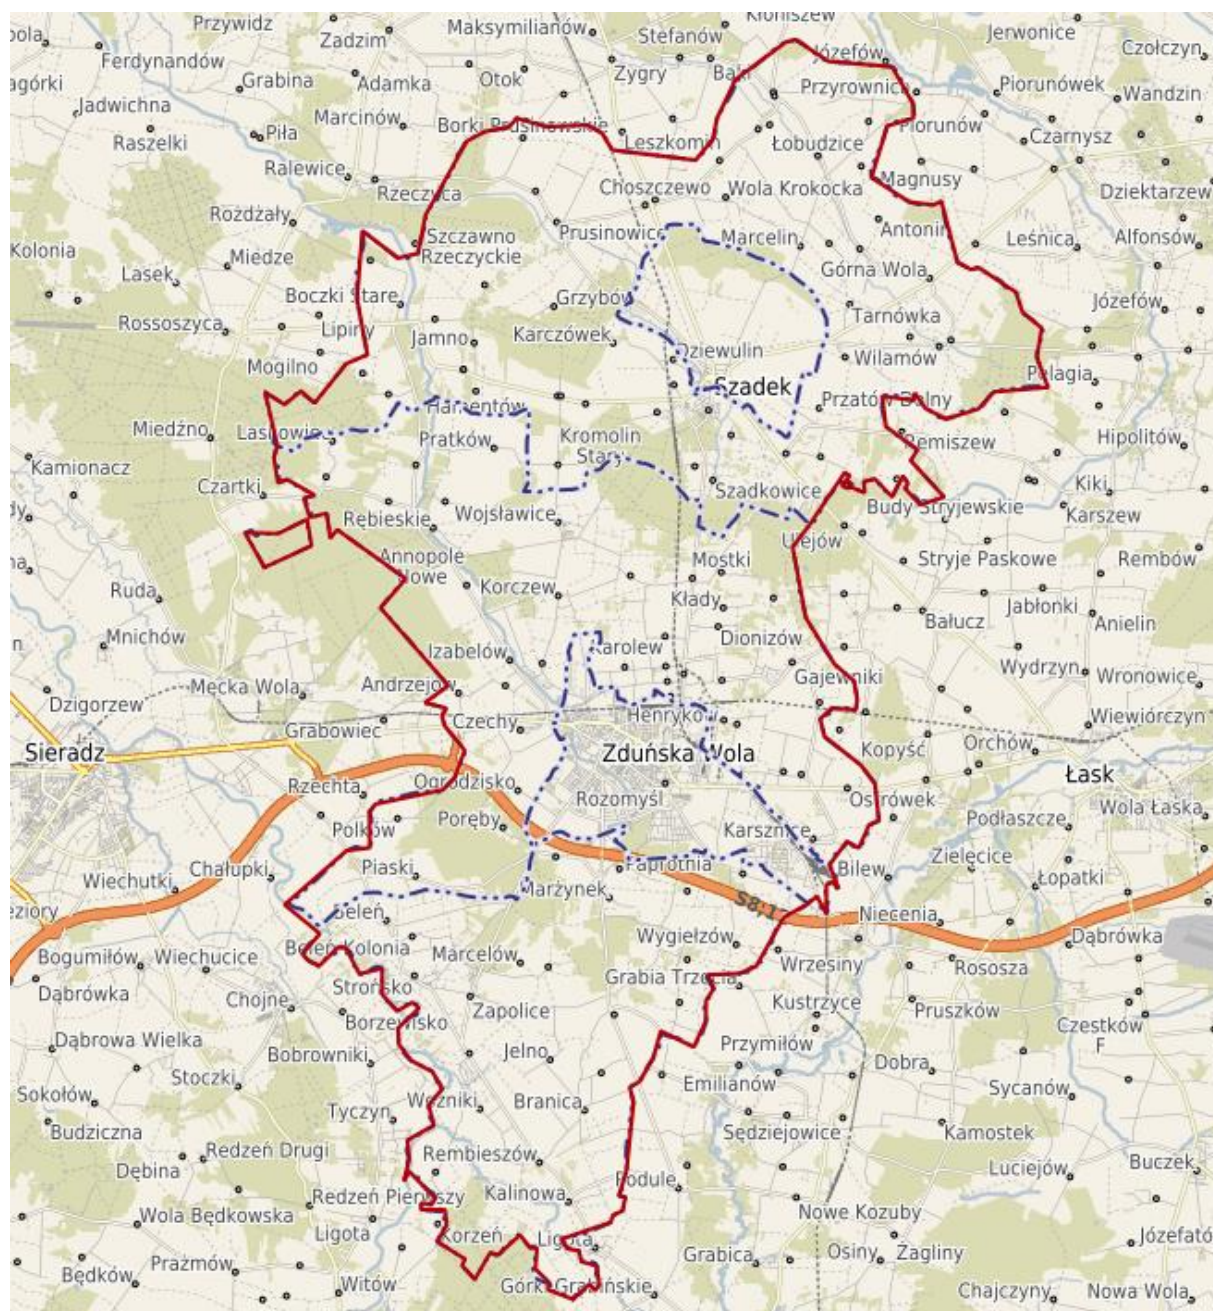 Przywidz
Maksymilianów
Kłoniszew
Zadzim
Stefanów
Józefów
Jerwonice
Ferdynandów
Czołczyn
Grabina
Adamka
Otok
Zygry
Bąki
Przyrownica
Piorunówek
Wandzin
Jadwichna
Marcinów
Borki Prusinowskie
Leszkomin
Piorunów
Czarnysz
Raszelki
Piła
Łobudzice
Ralewice
Rzeczyca
Choszczewo
Wola Krokocka
Magnusy
Dziektarzew
Rożdżały
Szczawno
Rzeczyckie
Prusinowice
Marcelin
Antonin
Leśnica
Alfonsów
Kolonia
Miedze
Lasek
Górna Wola
Boczki Stare
Grzybów
Józefów
Rossoszyca
Lipiny
Jamno
Karczówek
Tarnówka
Dziewulin
Wilamów
Mogilno
Szadek
Pelagia
Przatów Dolny
Miedźno
Kromolin
Stary
Pratków
Remiszew
Hipolitów
Kamionacz
Czartki
Szadkowice
Kiki
Rębieskie
Wojsławice
Budy Stryjewskie
Karszew
Annopole
Nowe
Mostki
Stryje Paskowe
Rembów
Ruda
Korczew
Kłady
Jabłonki
Anielin
Mnichów
Dionizów
Bałucz
Izabelów
Karolew
Wydrzyn
Wronowice
Męcka Wola
Andrzejów
Gajewniki
Dzigorzew
Grabowiec
Czechy
Henryków
Wiewiórczyn
Sieradz
Zduńska Wola
Kopyść
Orchów
Łask
Rzechta
Ogrodzisko
Rozomyśl
Ostrówek
Wola Łaska
Polków
Poręby
Karsznice
Podłaszcze
Wiechutki
Chałupki
Piaski
Paprotnia
Bilew
Zielęcice
Łopatki
Marżynek
S8;1
Niecenia
Beleń
Bogumiłów
Wiechucice
Beleń Kolonia
Marcelów
Wygiełzów
Wrzesiny
Dąbrówka
Dąbrówka
Chojne
Strońsko
Grabia Trzecia
Rososza
Borzewisko
Zapolice
Kustrzyce
Pruszków
Czestków
F
Dąbrowa Wielka
Bobrowniki
Jelno
Przymiłów
Dobra
Stoczki
Emilianów
Sycanów
Sokołów
Tyczyn
Woźniki
Branica
Budziczna
Sędziejowice
Kamostek
Redzeń Drugi
Dębina
Rembieszów
Luciejów
Buczek
Redzeń Pierwszy
Kalinowa
Podule
Wola Będkowska
Ligota
Korzeń
Ligota
Nowe Kozuby
Józefató
Prazmów
Grabica
Osiny
Zagliny
Będków
Witów
Górki Grabińskie
Chajczyny
Nowa Wola